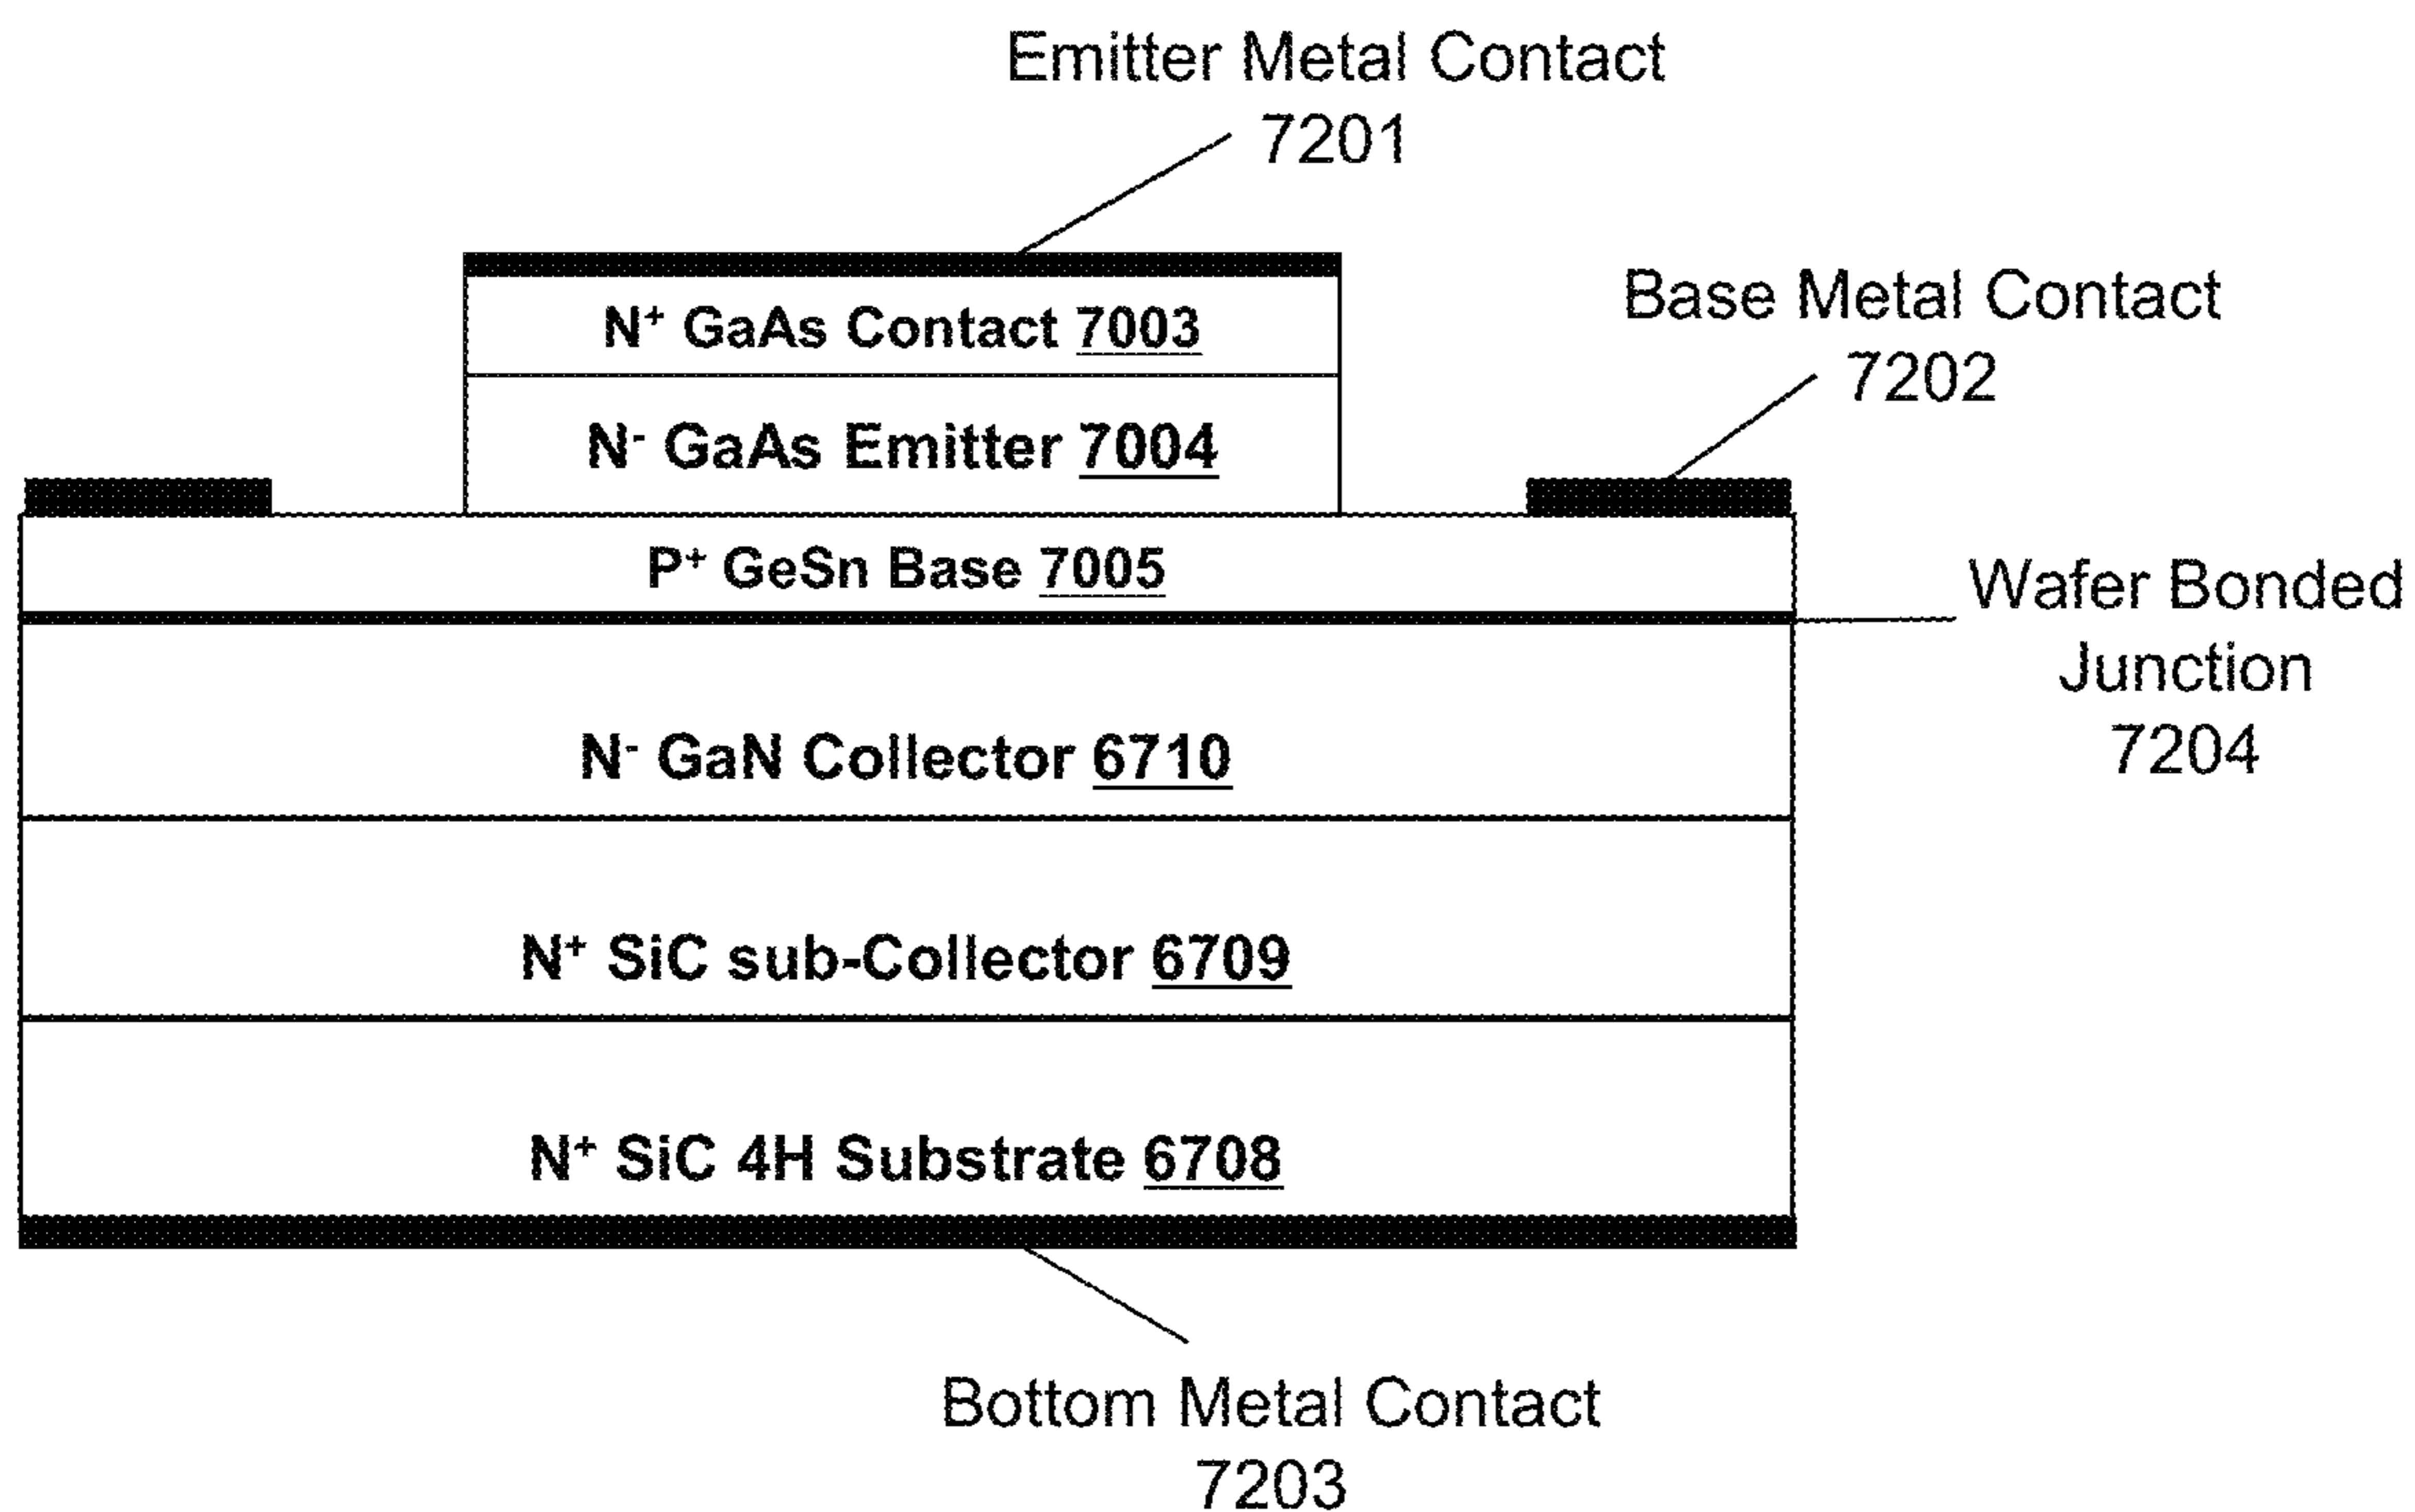 Emitter Metal Contact
7201
Base Metal Contact
7202
N⁺ GaAs Contact 7003
N⁻ GaAs Emitter 7004
P⁺ GeSn Base 7005
Wafer Bonded
Junction
7204
N⁻ GaN Collector 6710
N⁺ SiC sub-Collector 6709
N⁺ SiC 4H Substrate 6708
Bottom Metal Contact
7203